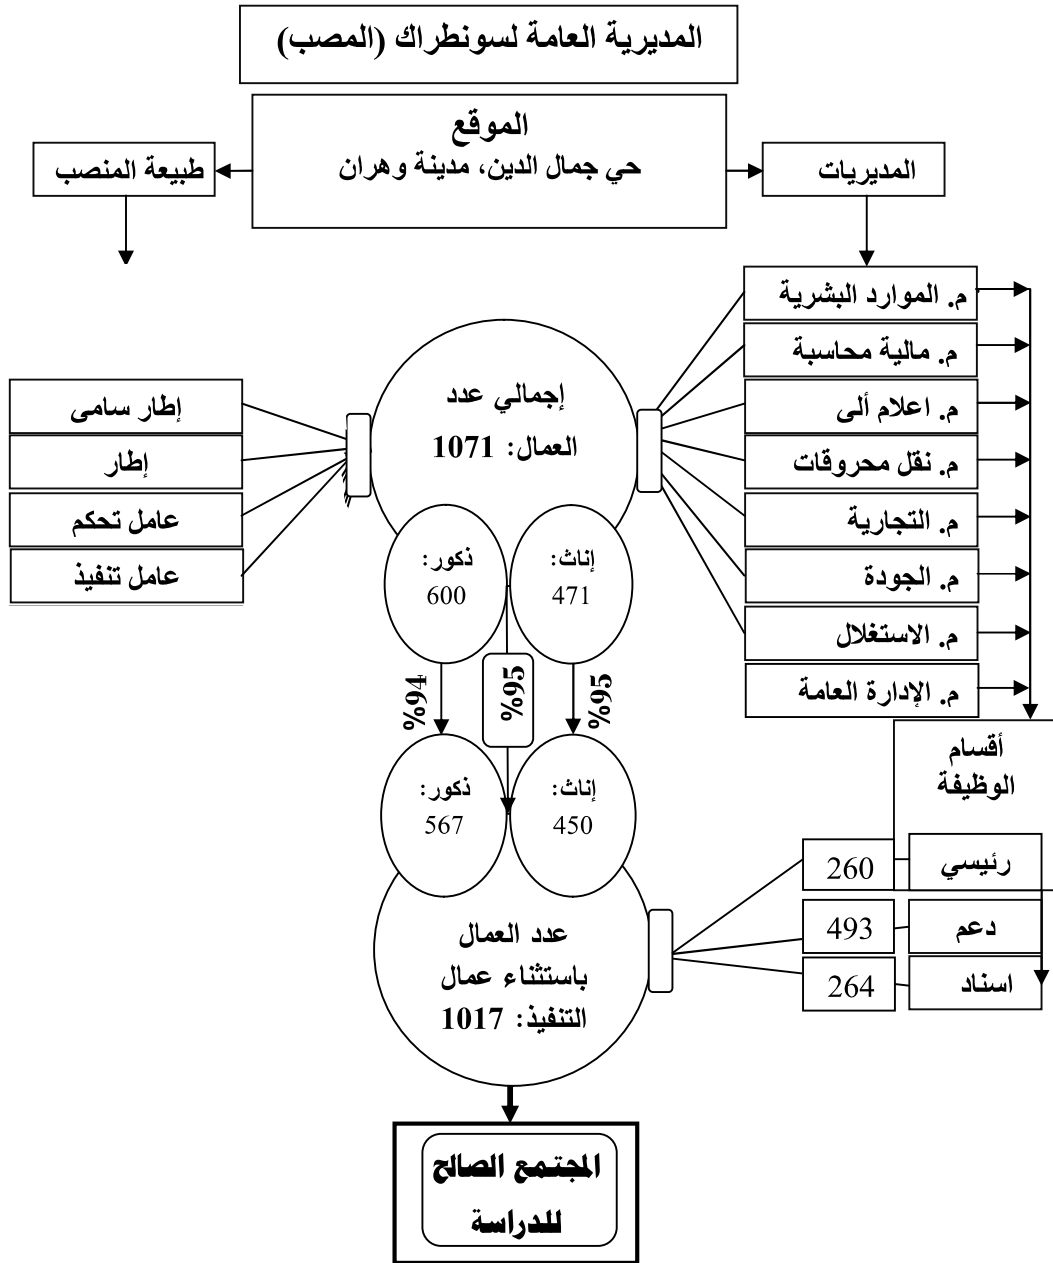 المديرية العامة لسونطراك (المصب)
الموقع
حي جمال الدين، مدينة وهران
المديريات
طبيعة المنصب
م. الموارد البشرية
م. مالية محاسبة
م. اعلام ألى
م. نقل محروقات
م. التجارية
م. الجودة
م. الاستغلال
م. الإدارة العامة
إجمالي عدد
العمال: 1071
إطار سامى
إطار
عامل تحكم
عامل تنفيذ
إناث:
471
ذكور:
600
%95
%95
%94
إناث:
450
ذكور:
567
أقسام
الوظيفة
رئيسي
260
دعم
493
اسناد
264
عدد العمال
باستثناء عمال
التنفيذ: 1017
المجتمع الصالح
للدراسة